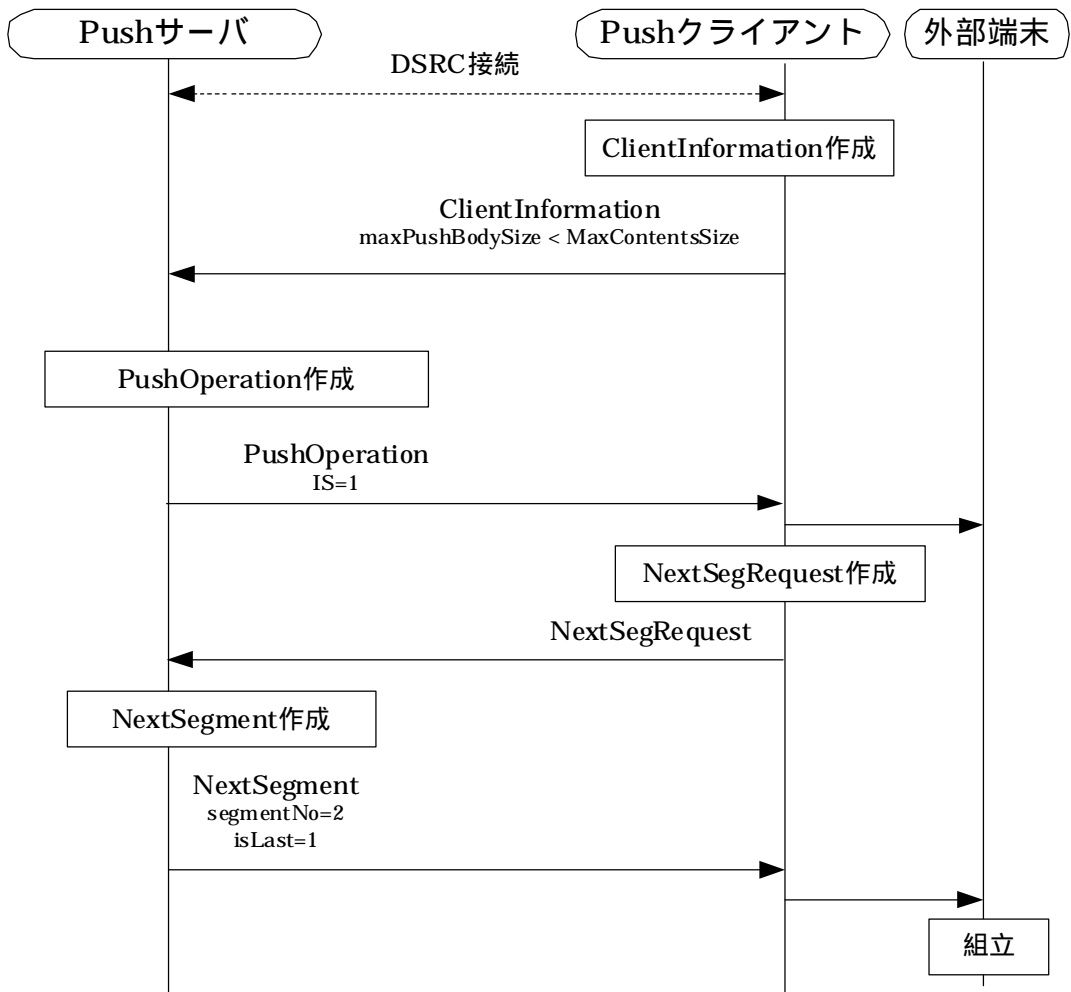 Pushサーバ
Pushクライアント
外部端末
DSRC接続
ClientInformation作成
ClientInformation
maxPushBodySize < MaxContentsSize
PushOperation作成
PushOperation
IS=1
NextSegRequest作成
NextSegRequest
NextSegment作成
NextSegment
segmentNo=2
isLast=1
組立